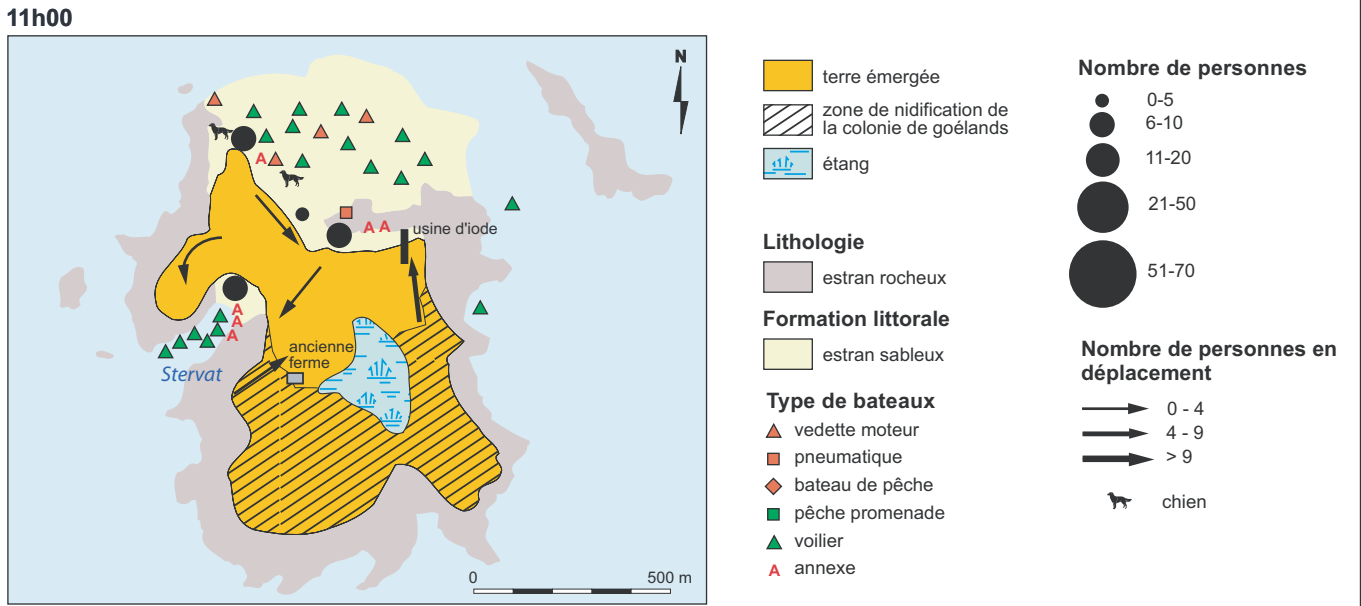 11h00
N
A
A A
usine d'iode
A
A
A
ancienne
ferme
Stervat
0 500 m
terre émergée
zone de nidification de
la colonie de goélands
étang
Lithologie
estran rocheux
Formation littorale
estran sableux
Type de bateaux
vedette moteur
pneumatique
bateau de pêche
pêche promenade
voilier
A annexe
Nombre de personnes
0-5
6-10
11-20
21-50
51-70
Nombre de personnes en
déplacement
0 - 4
4 - 9
> 9
chien